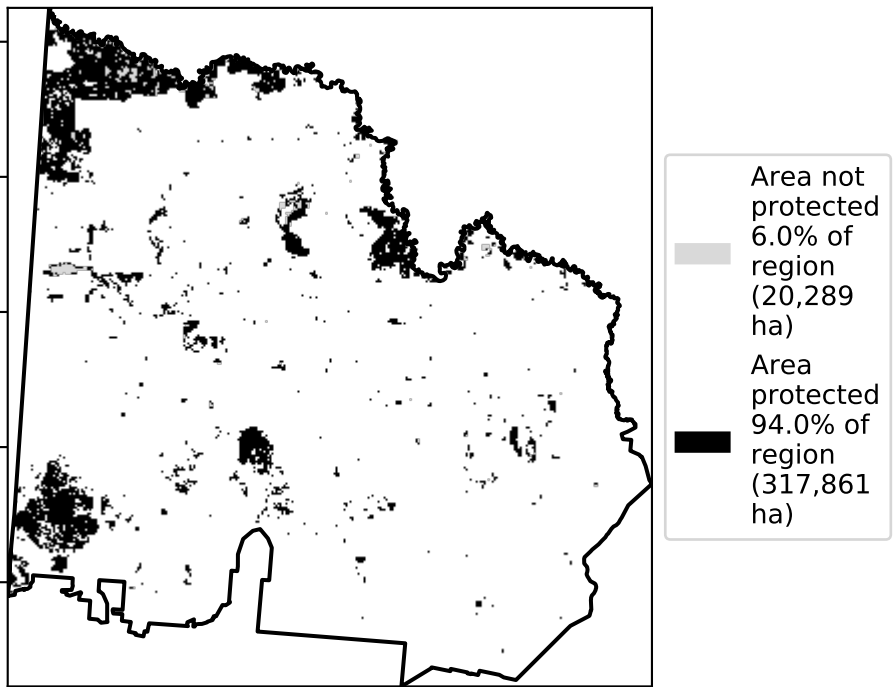 Area not
protected
6.0% of
region
(20,289
ha)
Area
protected
94.0% of
region
(317,861
ha)